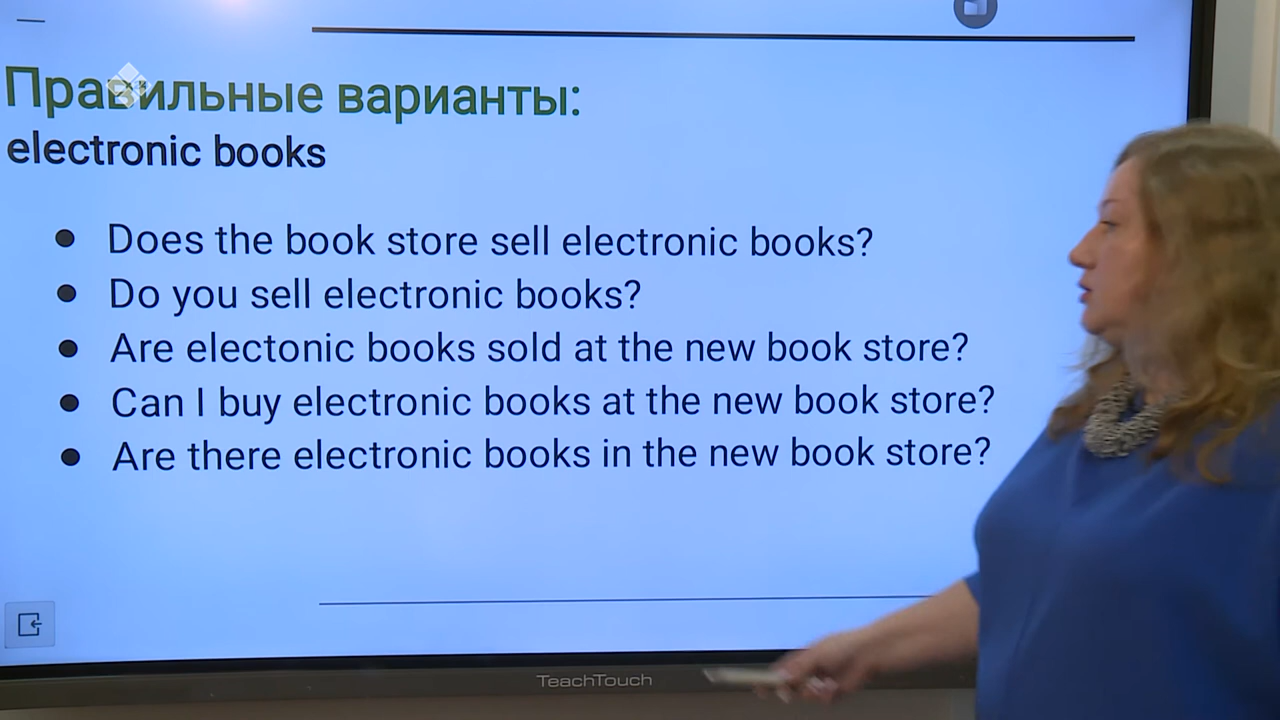 Правильные варианты:
electronic books
● Does the book store sell electronic books?
● Do you sell electronic books?
● Are electonic books sold at the new book store?
● Can I buy electronic books at the new book store?
● Are there electronic books in the new book store?
TeachTouch